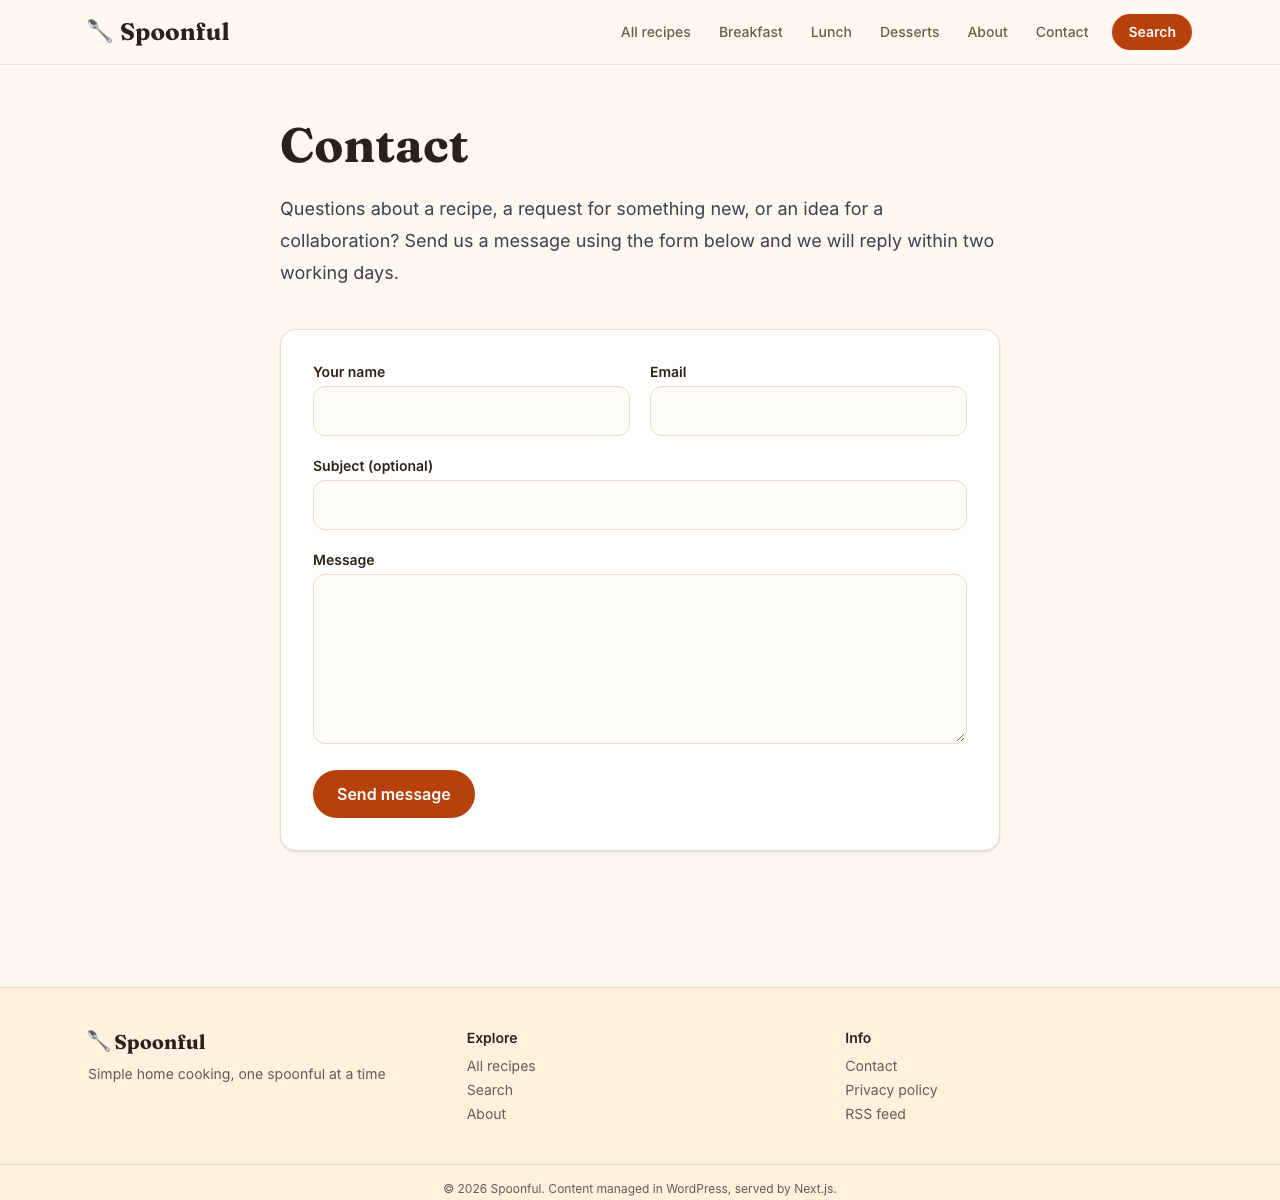 Spoonful
All recipes Breakfast Lunch Desserts About Contact Search
Contact
Questions about a recipe, a request for something new, or an idea for a
collaboration? Send us a message using the form below and we will reply within two
working days.
Your name Email
Subject (optional)
Message
Send message
Spoonful
Simple home cooking, one spoonful at a time
Explore
All recipes
Search
About
Info
Contact
Privacy policy
RSS feed
© 2026 Spoonful. Content managed in WordPress, served by Next.js.